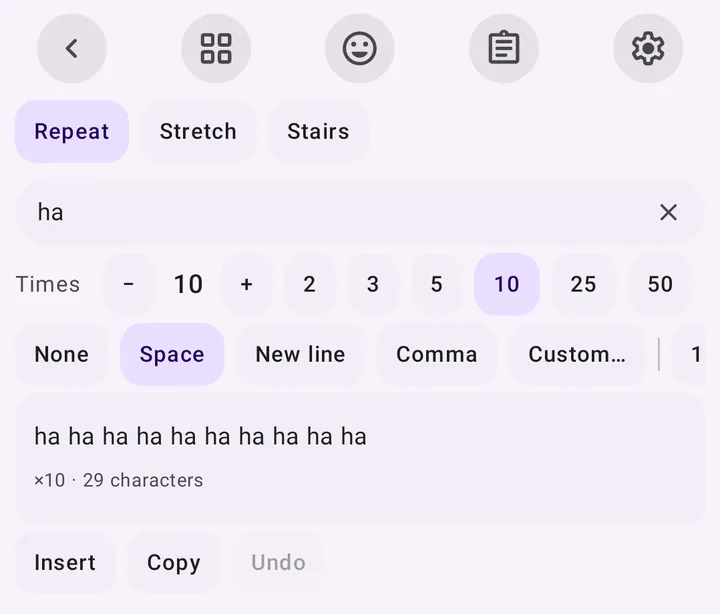 Repeat Stretch Stairs
ha
Times - 10 + 2 3 5 10 25 50
None Space New line Comma Custom... 1
ha ha ha ha ha ha ha ha ha ha
×10 · 29 characters
Insert Copy Undo